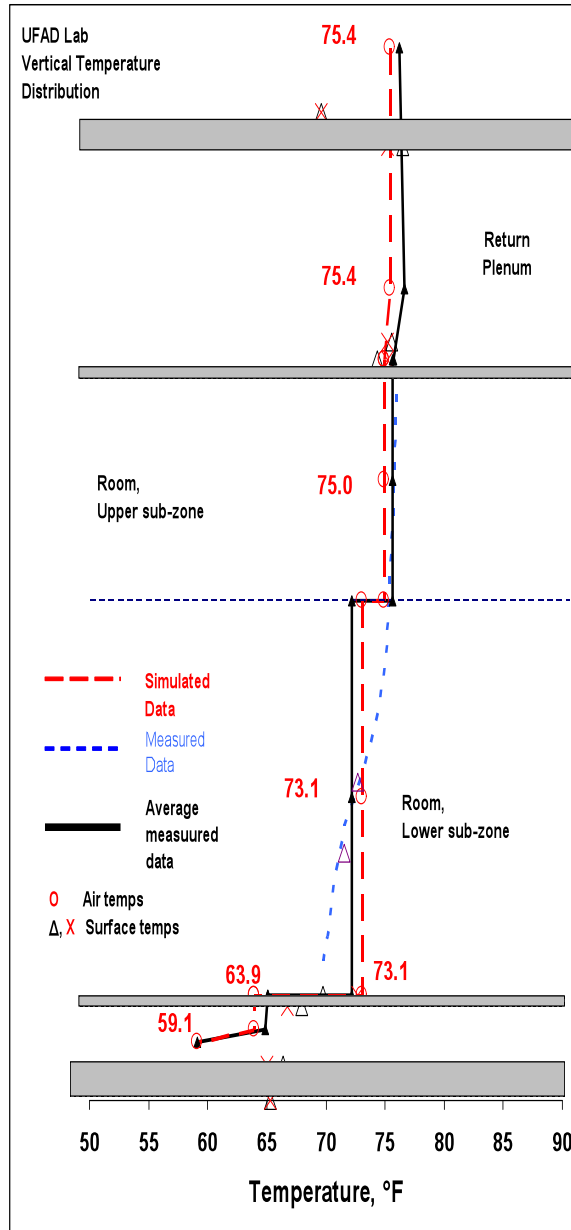 UFAD Lab
Vertical Temperature
Distribution
75.4
75.4
Return
Plenum
Room,
Upper sub-zone
75.0
Simulated
Data
Measured
Data
Average
measuured
data
O Air temps
Δ, X Surface temps
73.1
Room,
Lower sub-zone
63.9
73.1
59.1
50 55 60 65 70 75 80 85 90
Temperature, °F